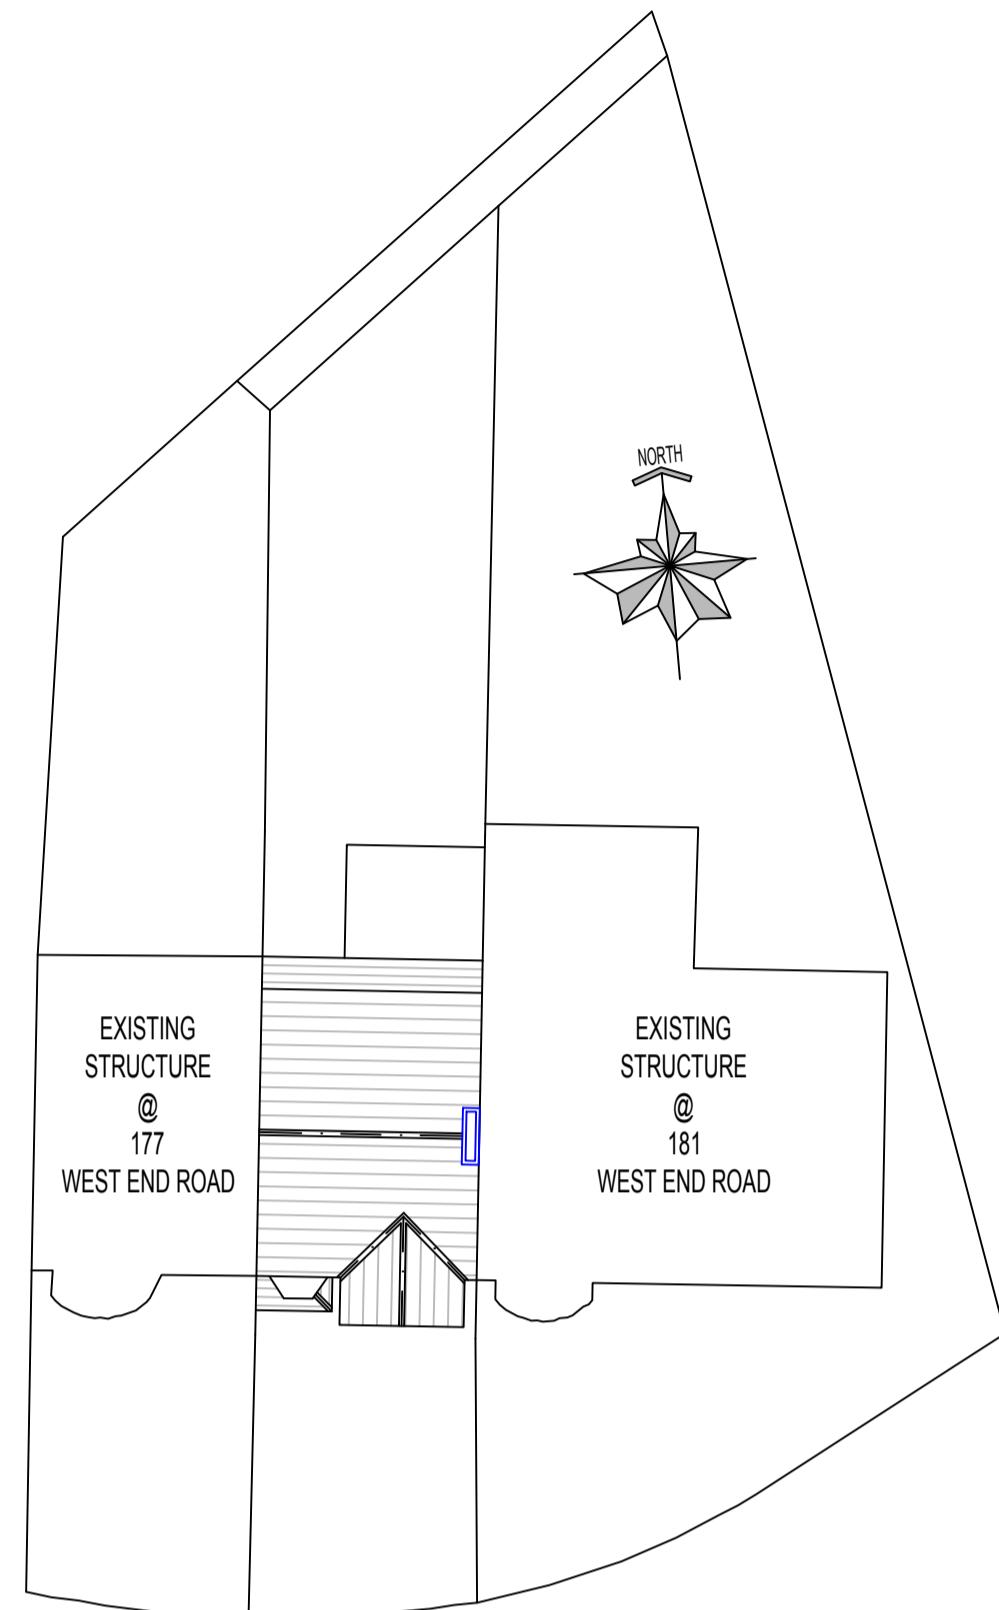 NORTH
EXISTING
STRUCTURE
@
177
WEST END ROAD
EXISTING
STRUCTURE
@
181
WEST END ROAD